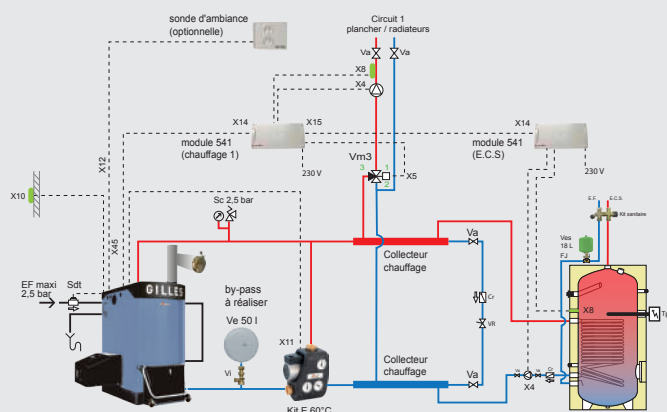 sonde d'ambiance
(optionnelle)
Circuit 1
plancher / radiateurs
Va
Va
X8
X4
X14
X15
X14
module 541
(chauffage 1)
module 541
(E.C.S)
X12
230 V
Vm3
3
1
2
X5
230 V
X10
X45
Sc 2,5 bar
E.F.
E.C.S.
Kit sanitaire
Ves
18 L
FJ
Va
Collecteur
chauffage
EF maxi
2,5 bar
Sdt
GILLES
by-pass
à réaliser
Ve 50 l
X11
Cr
VR
X8
Vi
Collecteur
chauffage
Va
Va
Va
Cr
X4
Kit E 60°C